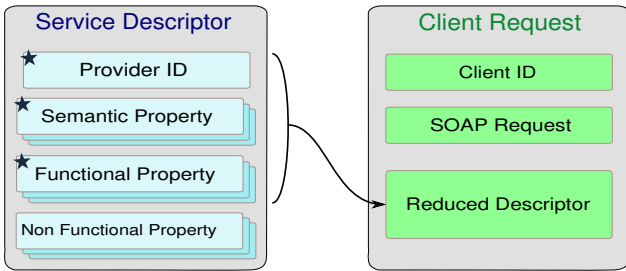 Service Descriptor
Provider ID
Semantic Property
Functional Property
Non Functional Property
Client Request
Client ID
SOAP Request
Reduced Descriptor